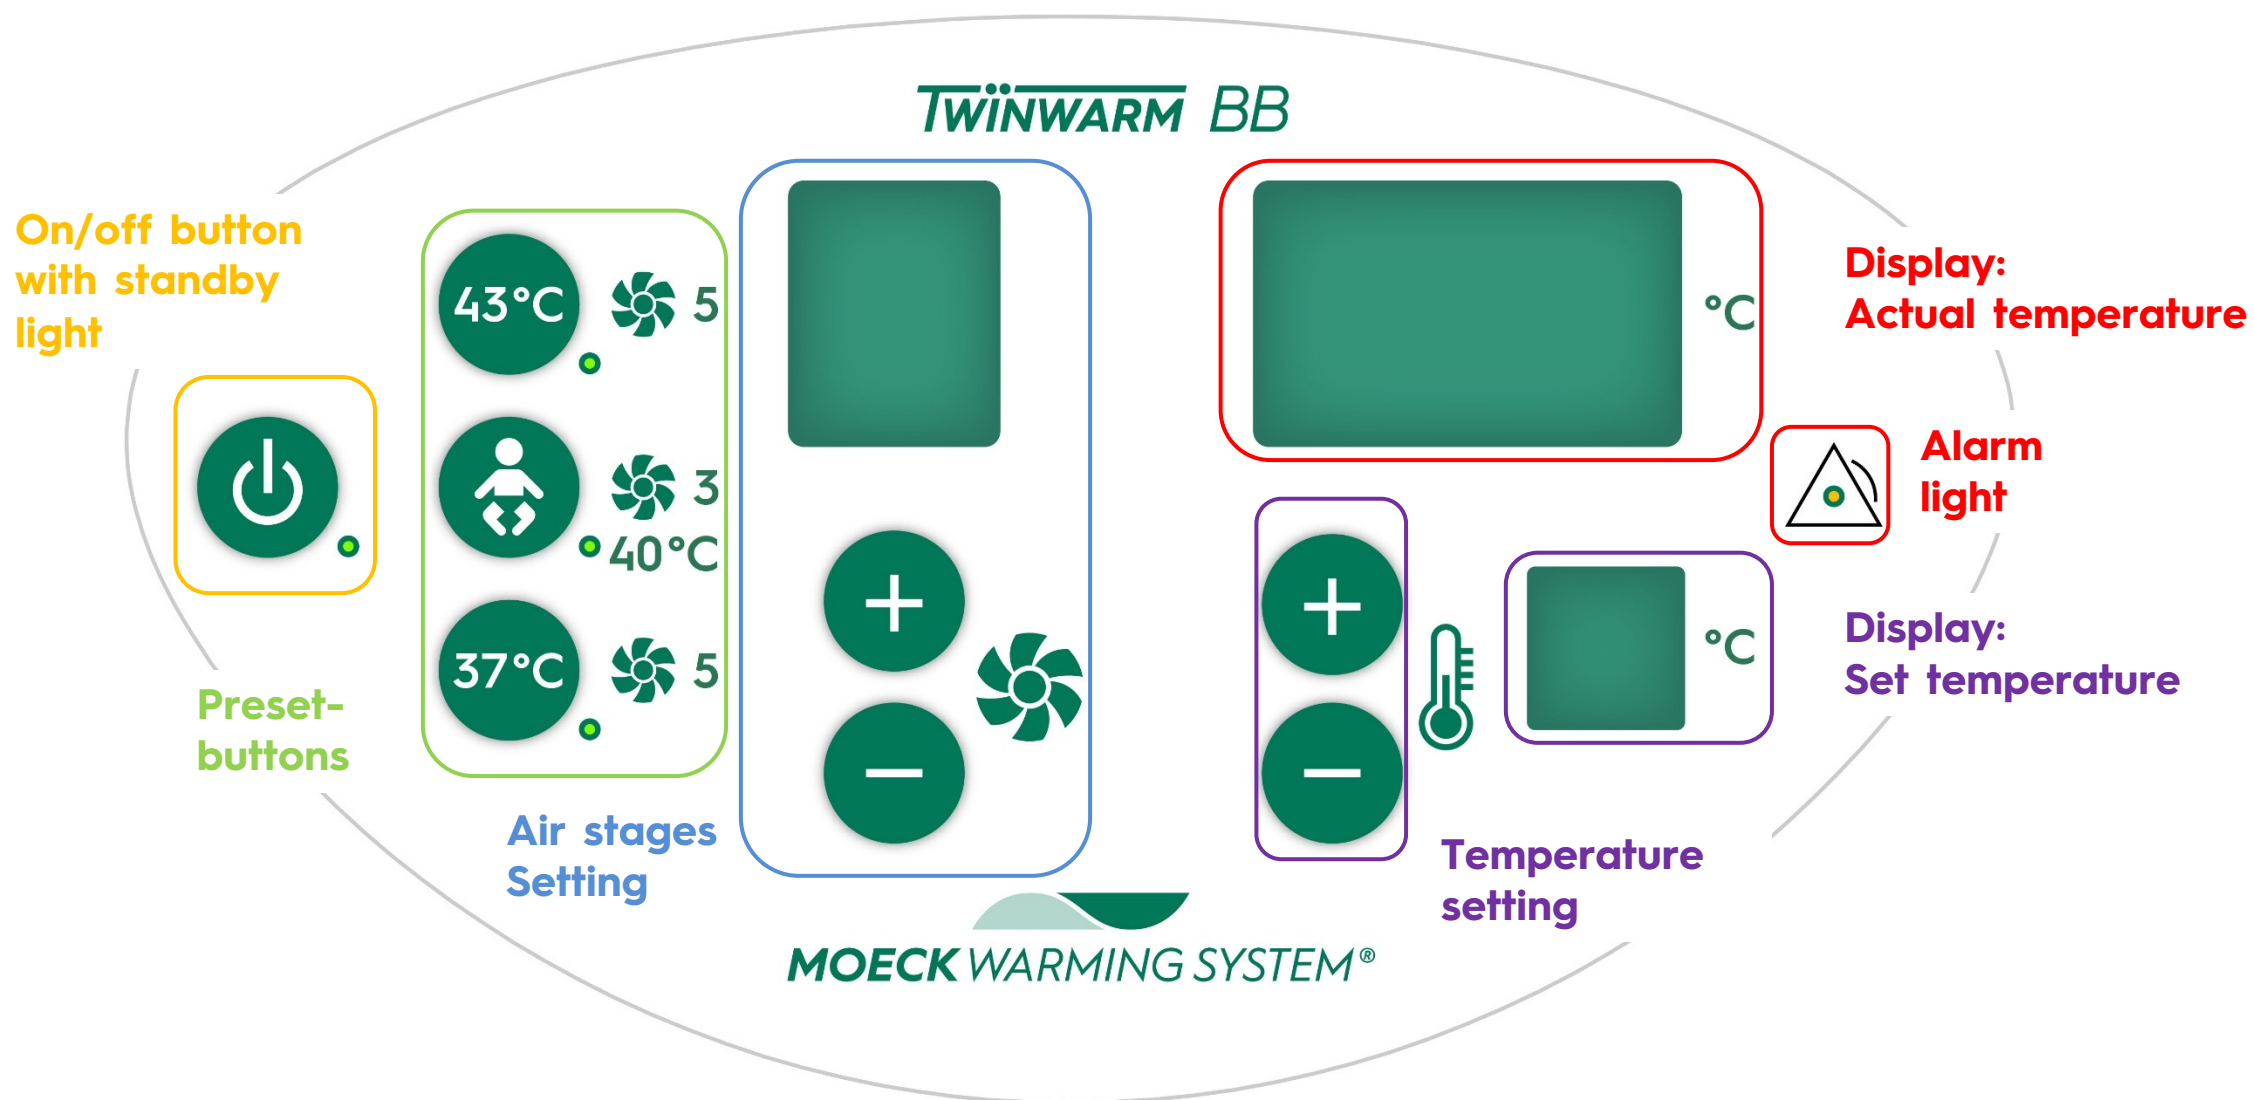 TWÏNWARM BB
On/off button
with standby
light
43°C 5
3
40°C
37°C 5
Preset-
buttons
Air stages
Setting
+
−
°C
Display:
Actual temperature
Alarm
light
+
−
°C
Display:
Set temperature
Temperature
setting
MOECK WARMING SYSTEM®